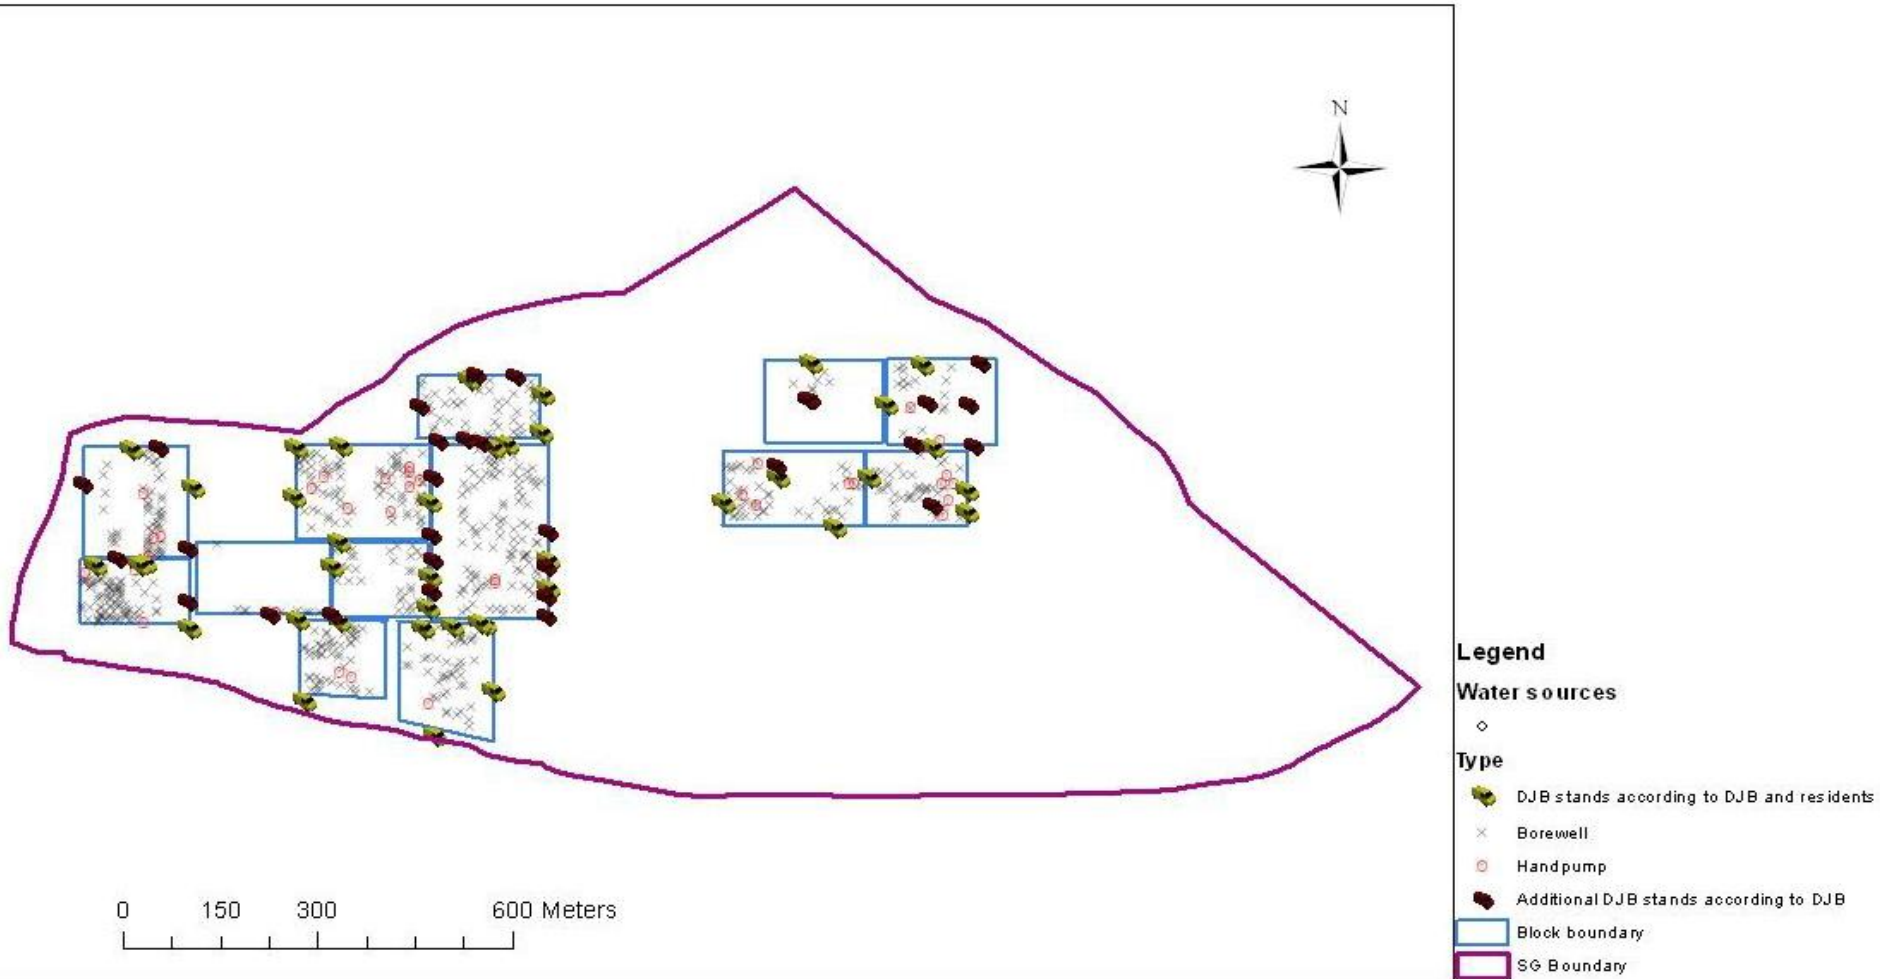 N
Legend
Water sources
Type
DJB stands according to DJB and residents
Borewell
Handpump
Additional DJB stands according to DJB
Block boundary
SG Boundary
0 150 300 600 Meters